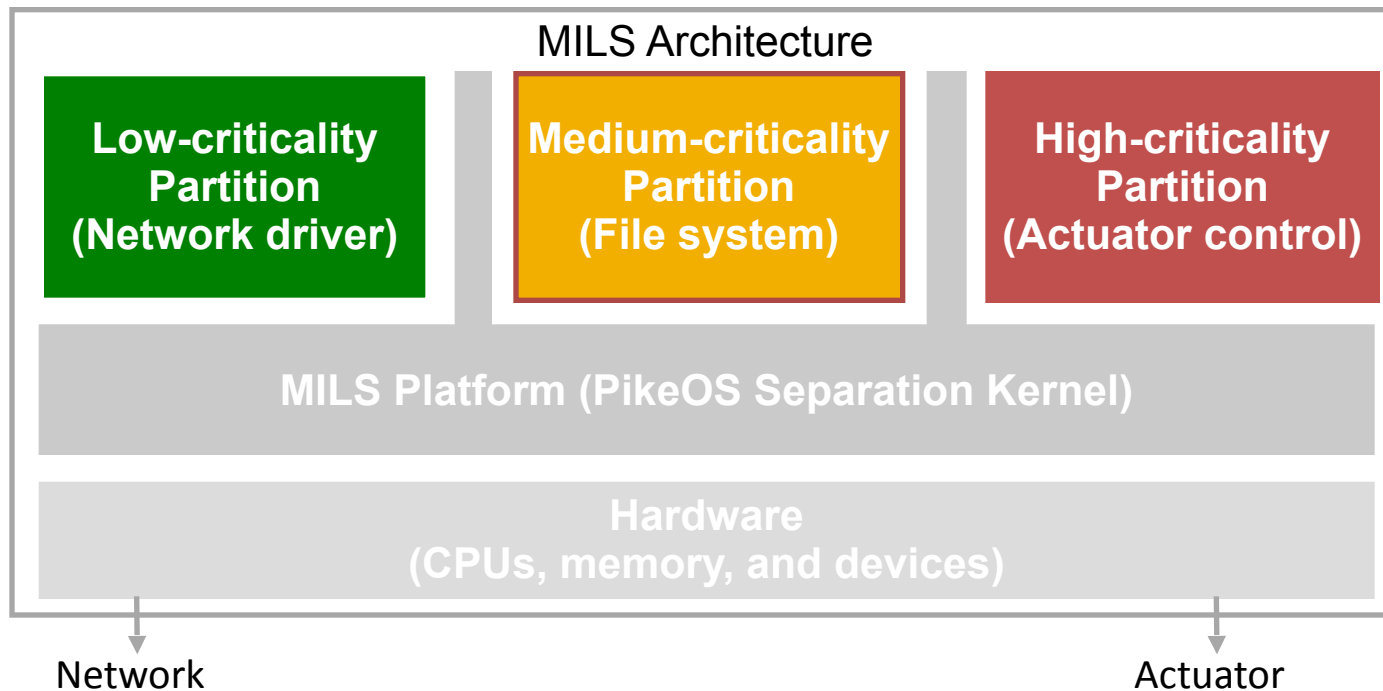 MILS Architecture
Low-criticality
Partition
(Network driver)
Medium-criticality
Partition
(File system)
High-criticality
Partition
(Actuator control)
MILS Platform (PikeOS Separation Kernel)
Hardware
(CPUs, memory, and devices)
Network
Actuator